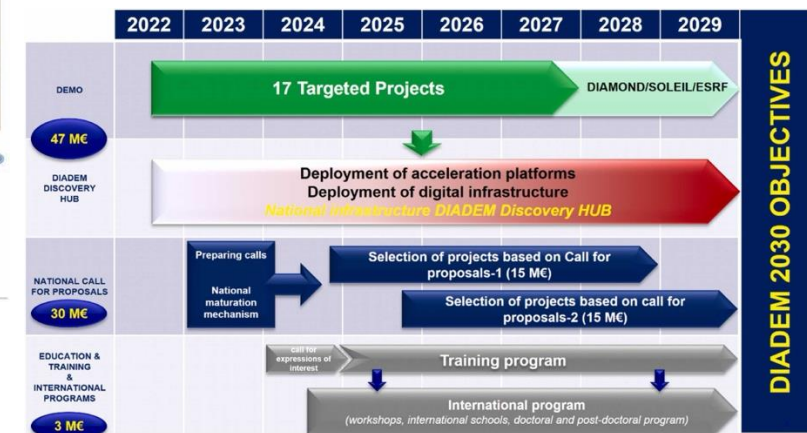 2022 2023 2024 2025 2026 2027 2028 2029
DEMO
17 Targeted Projects
DIAMOND/SOLEIL/ESRF
47 M€
DIADEM
DISCOVERY
HUB
Deployment of acceleration platforms
Deployment of digital infrastructure
National Infrastructure DIADEM Discovery HUB
NATIONAL CALL
FOR PROPOSALS
30 M€
Preparing calls
National
maturation
mechanism
Selection of projects based on Call for
proposals-1 (15 M€)
Selection of projects based on call for
proposals-2 (15 M€)
EDUCATION &
TRAINING
&
INTERNATIONAL
PROGRAMS
3 M€
call for
expressions of
interest
Training program
International program
(workshops, international schools, doctoral and post-doctoral program)
DIADEM 2030 OBJECTIVES